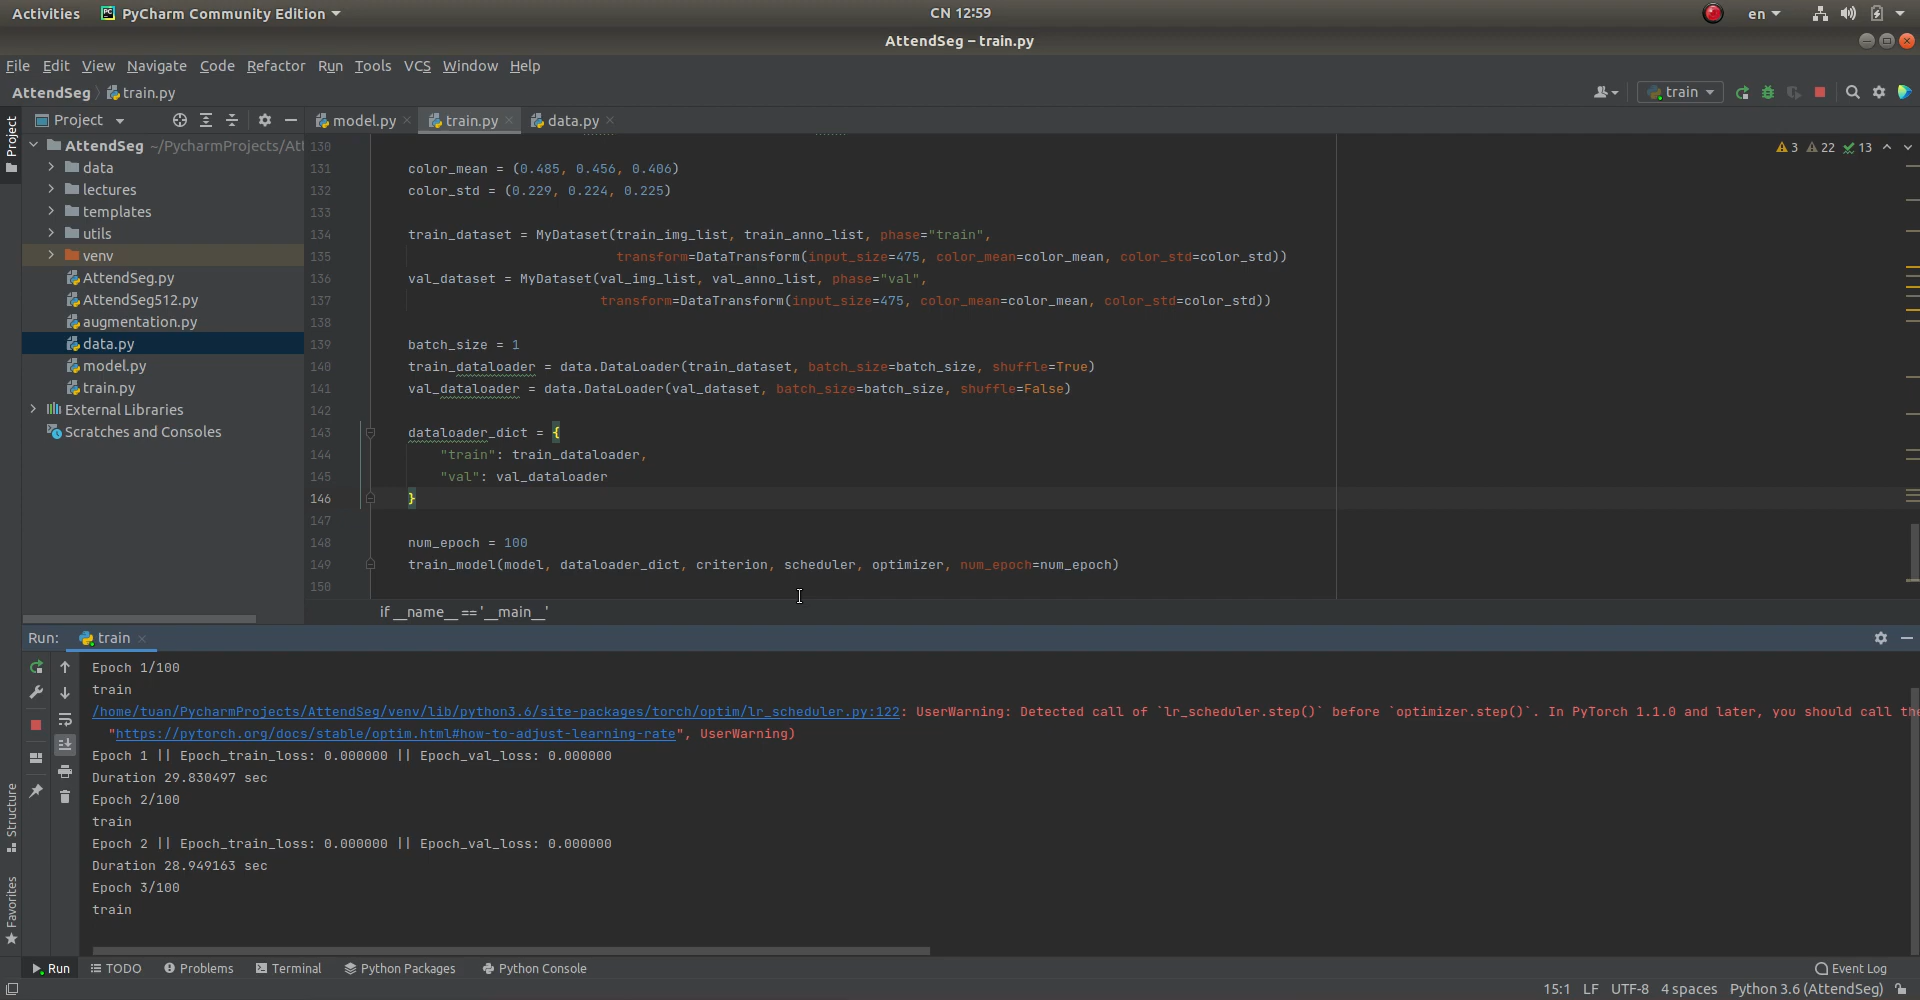 Activities PyCharm Community Edition CN 12:59 en
AttendSeg – train.py
File Edit View Navigate Code Refactor Run Tools VCS Window Help
AttendSeg train.py train
Project
Project
model.py train.py data.py
AttendSeg ~/PycharmProjects/Att
data
lectures
templates
utils
venv
AttendSeg.py
AttendSeg512.py
augmentation.py
data.py
model.py
train.py
External Libraries
Scratches and Consoles
3 22 13
130
131 color_mean = (0.485, 0.456, 0.406)
132 color_std = (0.229, 0.224, 0.225)
133
134 train_dataset = MyDataset(train_img_list, train_anno_list, phase="train",
135 transform=DataTransform(input_size=475, color_mean=color_mean, color_std=color_std))
136 val_dataset = MyDataset(val_img_list, val_anno_list, phase="val",
137 transform=DataTransform(input_size=475, color_mean=color_mean, color_std=color_std))
138
139 batch_size = 1
140 train_dataloader = data.DataLoader(train_dataset, batch_size=batch_size, shuffle=True)
141 val_dataloader = data.DataLoader(val_dataset, batch_size=batch_size, shuffle=False)
142
143 dataloader_dict = {
144 "train": train_dataloader,
145 "val": val_dataloader
146 }
147
148 num_epoch = 100
149 train_model(model, dataloader_dict, criterion, scheduler, optimizer, num_epoch=num_epoch)
150
if __name__ == '__main__'
Run: train
Epoch 1/100
train
/home/tuan/PycharmProjects/AttendSeg/venv/lib/python3.6/site-packages/torch/optim/lr_scheduler.py:122: UserWarning: Detected call of `lr_scheduler.step()` before `optimizer.step()`. In PyTorch 1.1.0 and later, you should call the
"https://pytorch.org/docs/stable/optim.html#how-to-adjust-learning-rate", UserWarning)
Epoch 1 || Epoch_train_loss: 0.000000 || Epoch_val_loss: 0.000000
Duration 29.830497 sec
Epoch 2/100
train
Epoch 2 || Epoch_train_loss: 0.000000 || Epoch_val_loss: 0.000000
Duration 28.949163 sec
Epoch 3/100
train
Structure
Favorites
Run TODO Problems Terminal Python Packages Python Console Event Log
15:1 LF UTF-8 4 spaces Python 3.6 (AttendSeg)